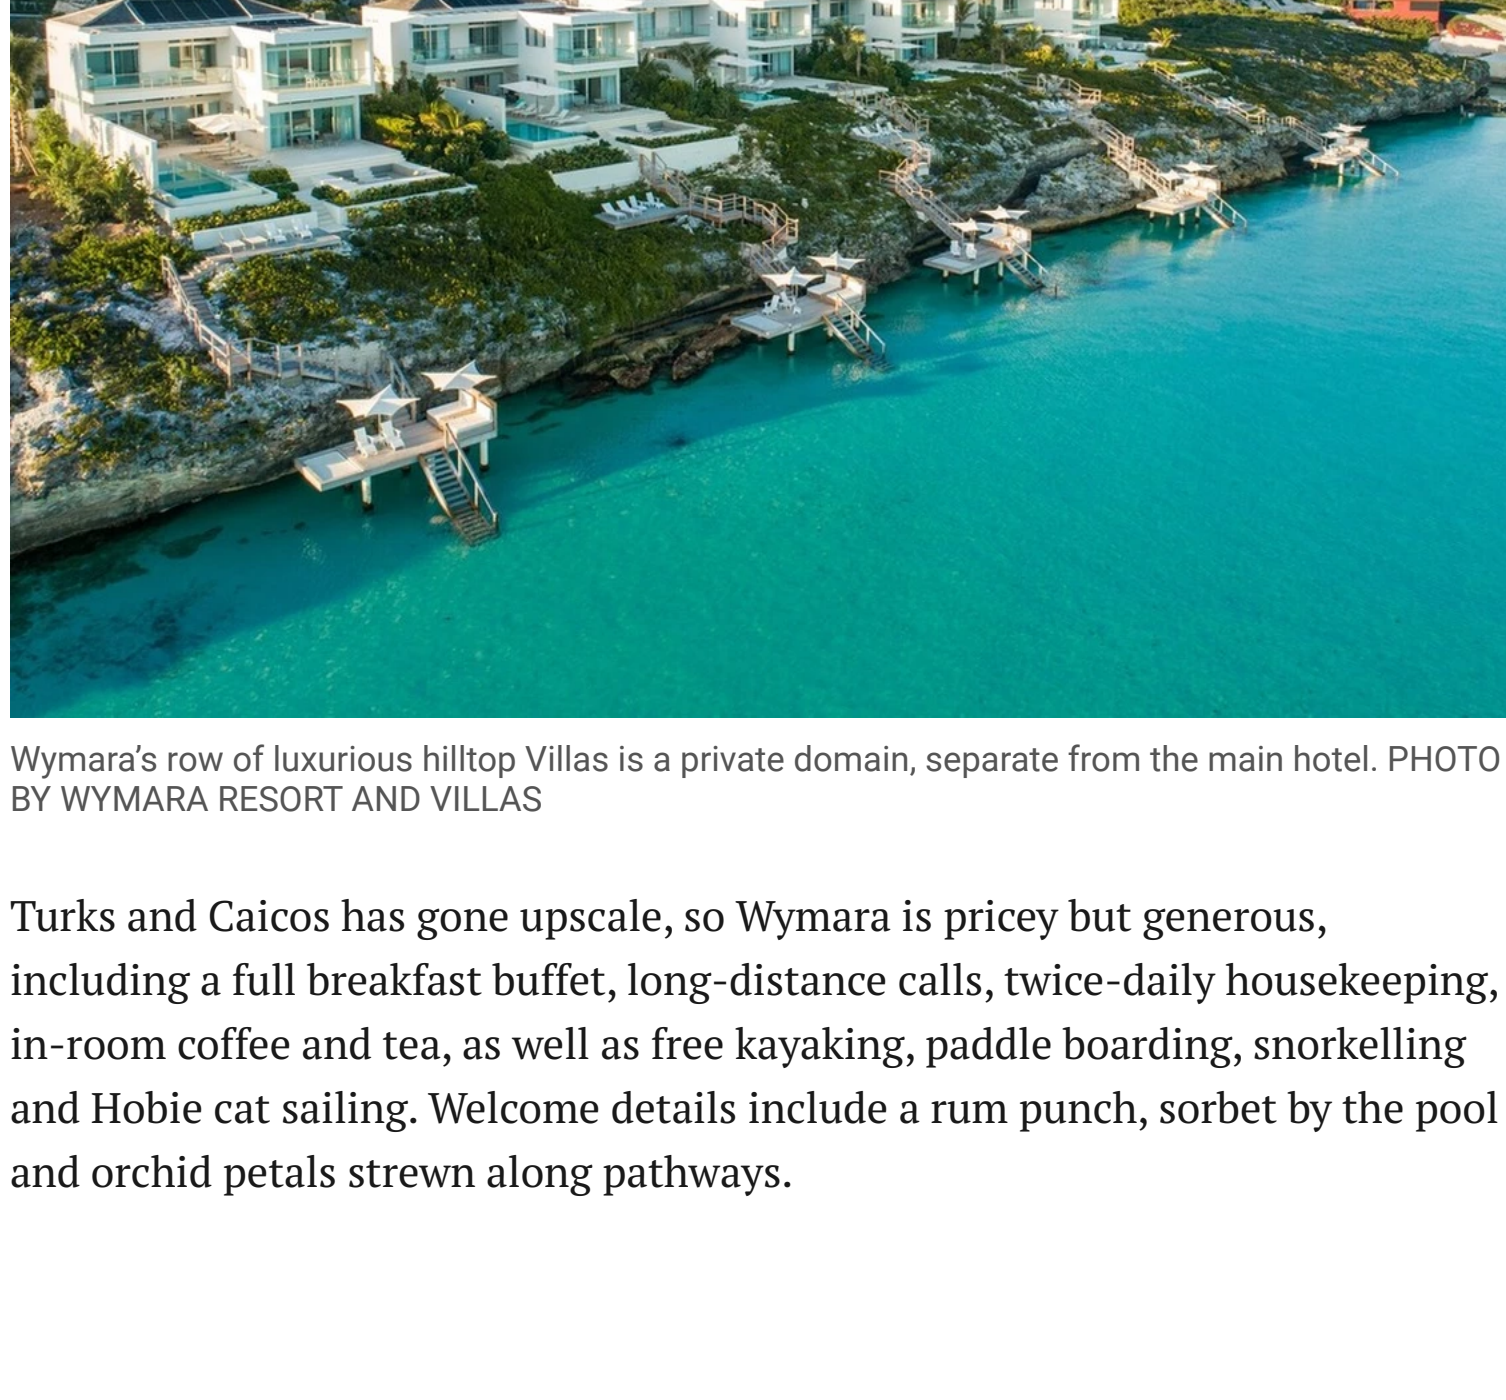 Wymara’s row of luxurious hilltop Villas is a private domain, separate from the main hotel. PHOTO
BY WYMARA RESORT AND VILLAS
Turks and Caicos has gone upscale, so Wymara is pricey but generous,
including a full breakfast buffet, long-distance calls, twice-daily housekeeping,
in-room coffee and tea, as well as free kayaking, paddle boarding, snorkelling
and Hobie cat sailing. Welcome details include a rum punch, sorbet by the pool
and orchid petals strewn along pathways.